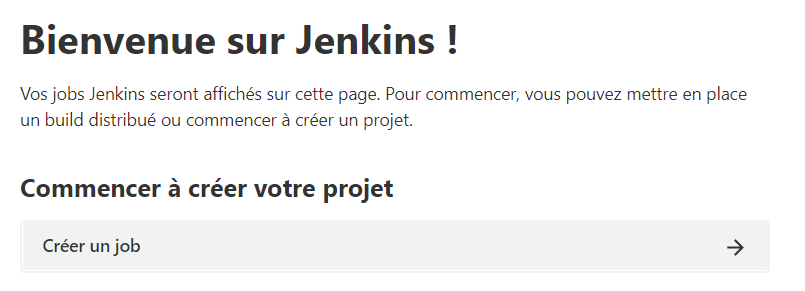 Bienvenue sur Jenkins !
Vos jobs Jenkins seront affichés sur cette page. Pour commencer, vous pouvez mettre en place
un build distribué ou commencer à créer un projet.
Commencer à créer votre projet
Créer un job